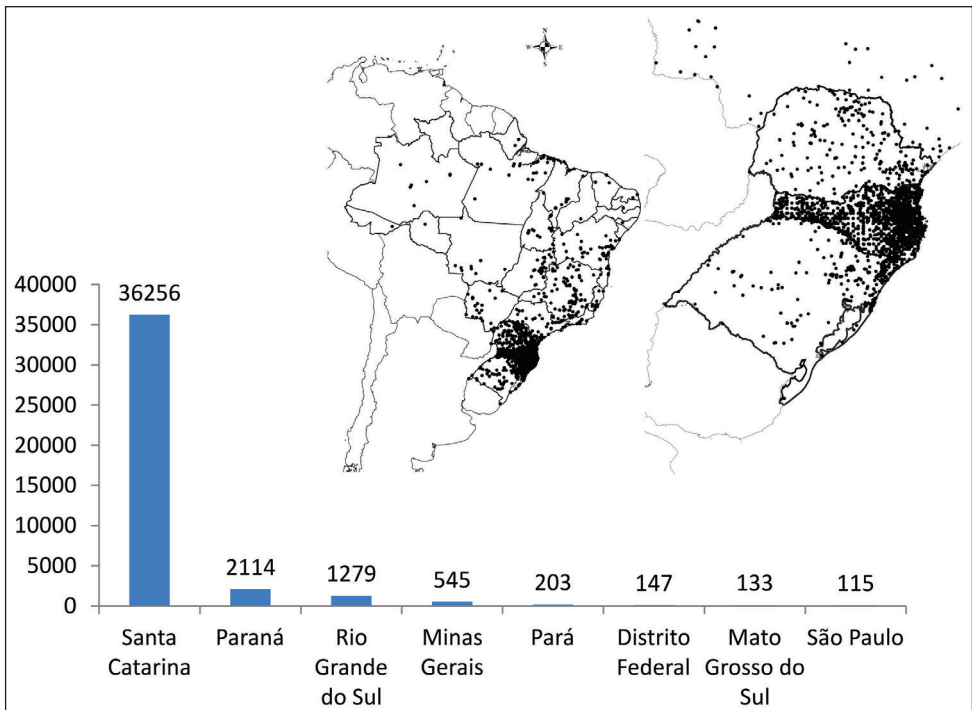 N
W E
S
40000
35000
30000
25000
20000
15000
10000
5000
0
36256
2114
1279
545
203
147
133
115
Santa
Catarina
Paraná
Rio
Grande
do Sul
Minas
Gerais
Pará
Distrito
Federal
Mato
Grosso do
Sul
São Paulo